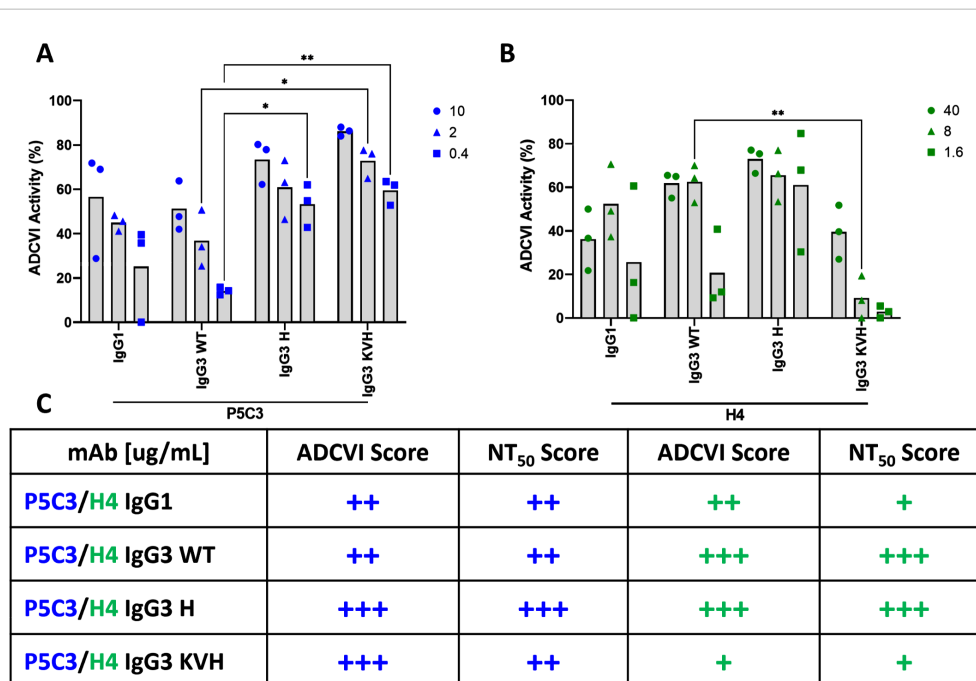 A
B
**
*
*
**
100
80
60
40
20
0
ADCVI Activity (%)
10
2
0.4
IgG1
IgG3 WT
IgG3 H
IgG3 KVH
P5C3
100
80
60
40
20
0
ADCVI Activity (%)
40
8
1.6
IgG1
IgG3 WT
IgG3 H
IgG3 KVH
H4
C
mAb [ug/mL] ADCVI Score NT50 Score ADCVI Score NT50 Score
P5C3/H4 IgG1 ++ ++ ++ +
P5C3/H4 IgG3 WT ++ ++ +++ +++
P5C3/H4 IgG3 H +++ +++ +++ +++
P5C3/H4 IgG3 KVH +++ ++ + +